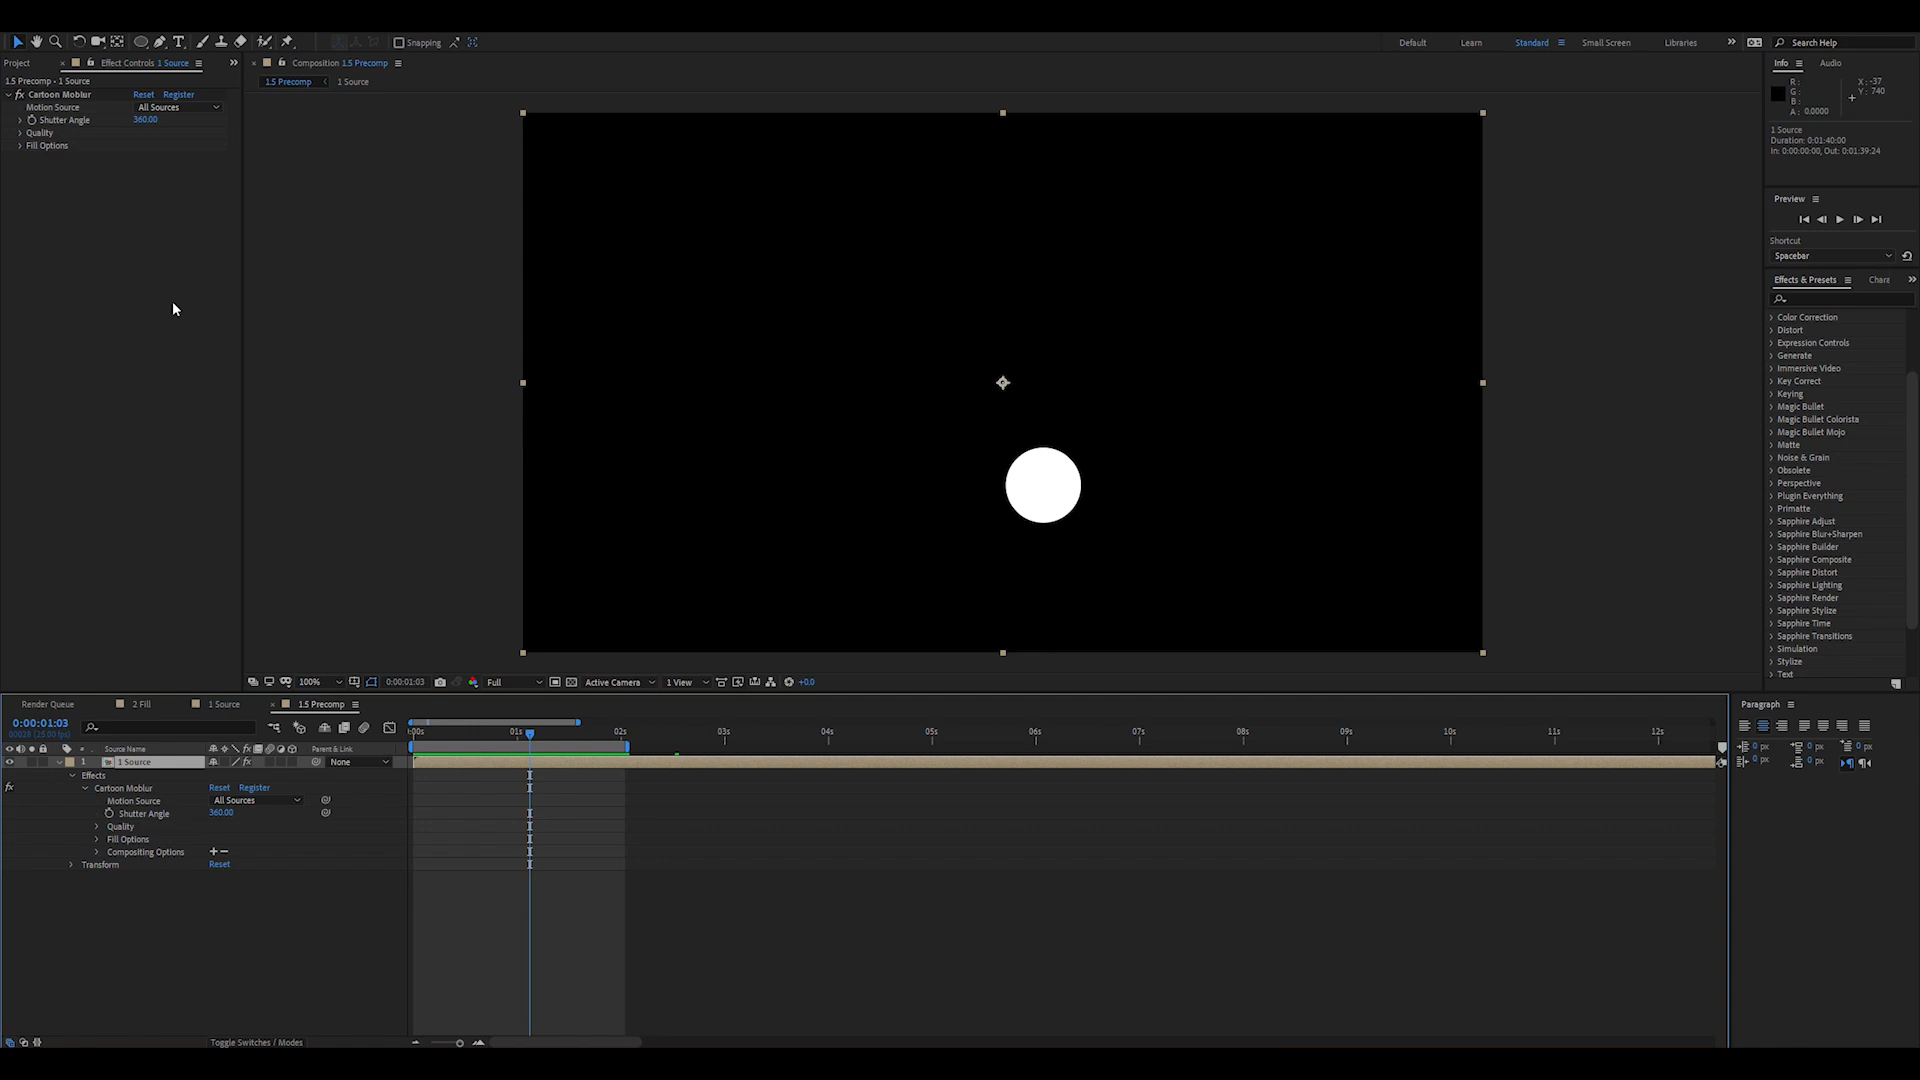 Snapping
Default
Learn
Standard
Small Screen
Libraries
Search Help
Project
Effect Controls 1 Source
Composition 1.5 Precomp
Info
Audio
1.5 Precomp - 1 Source
1.5 Precomp
1 Source
fx Cartoon Moblur Reset Register
Motion Source All Sources
Shutter Angle 360.00
Quality
Fill Options
R :
G :
B :
A : 0.0000
X : -37
Y : 740
1 Source
Duration: 0:01:40:00
In: 0:00:00:00, Out: 0:01:39:24
Preview
Shortcut
Spacebar
Effects & Presets
Chara
Color Correction
Distort
Expression Controls
Generate
Immersive Video
Key Correct
Keying
Magic Bullet
Magic Bullet Colorista
Magic Bullet Mojo
Matte
Noise & Grain
Obsolete
Perspective
Plugin Everything
Primatte
Sapphire Adjust
Sapphire Blur+Sharpen
Sapphire Builder
Sapphire Composite
Sapphire Distort
Sapphire Lighting
Sapphire Render
Sapphire Stylize
Sapphire Time
Sapphire Transitions
Simulation
Stylize
Text
100%
0:00:01:03
Full
Active Camera
1 View
+0.0
Render Queue
2 Fill
1 Source
1.5 Precomp
Paragraph
0:00:01:03
00028 (25.00 fps)
:00s 01s 02s 03s 04s 05s 06s 07s 08s 09s 10s 11s 12s
# Source Name fx Parent & Link
1 1 Source fx None
Effects
fx Cartoon Moblur Reset Register
Motion Source All Sources
Shutter Angle 360.00
Quality
Fill Options
Compositing Options + −
Transform Reset
0 px 0 px 0 px
0 px 0 px
Toggle Switches / Modes